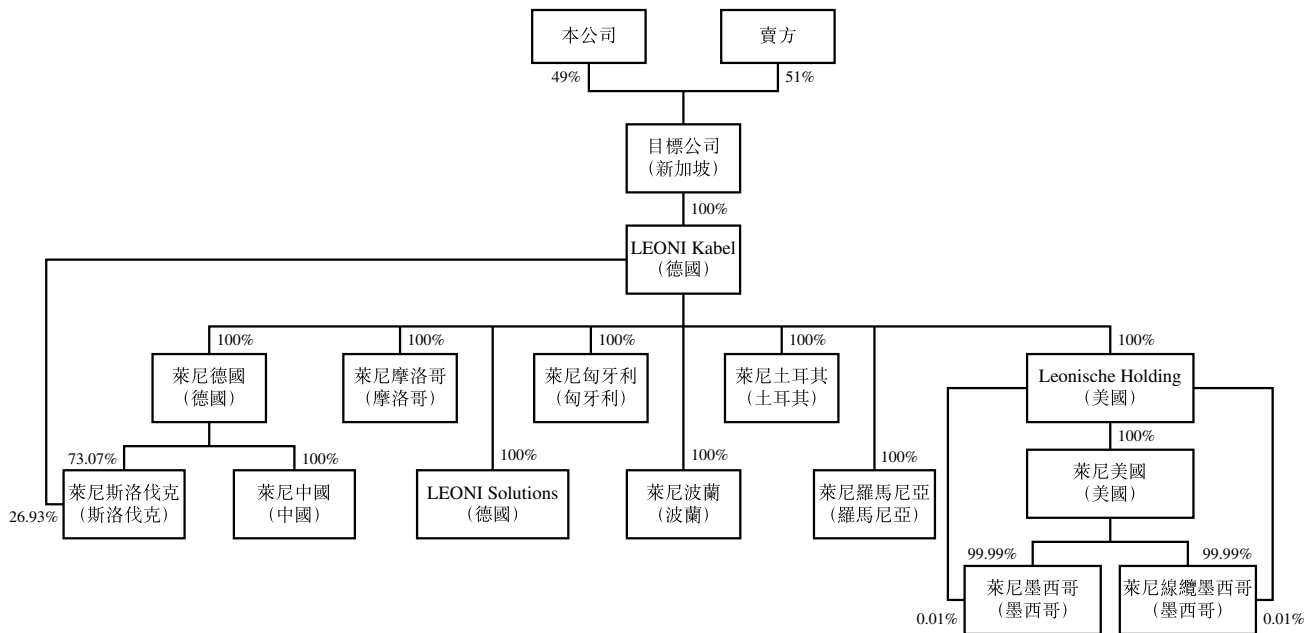 本公司
賣方
49%
51%
目標公司
(新加坡)
100%
LEONI Kabel
(德國)
100%
100%
100%
100%
100%
萊尼德國
(德國)
萊尼摩洛哥
(摩洛哥)
萊尼匈牙利
(匈牙利)
萊尼土耳其
(土耳其)
Leonische Holding
(美國)
73.07%
100%
100%
100%
100%
100%
萊尼斯洛伐克
(斯洛伐克)
萊尼中國
(中國)
LEONI Solutions
(德國)
萊尼波蘭
(波蘭)
萊尼羅馬尼亞
(羅馬尼亞)
萊尼美國
(美國)
26.93%
99.99%
99.99%
萊尼墨西哥
(墨西哥)
萊尼線纜墨西哥
(墨西哥)
0.01%
0.01%